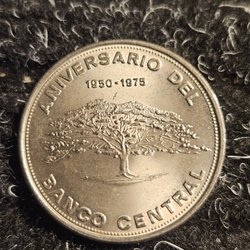 ANIVERSARIO DEL
1950-1975
BANCO CENTRAL